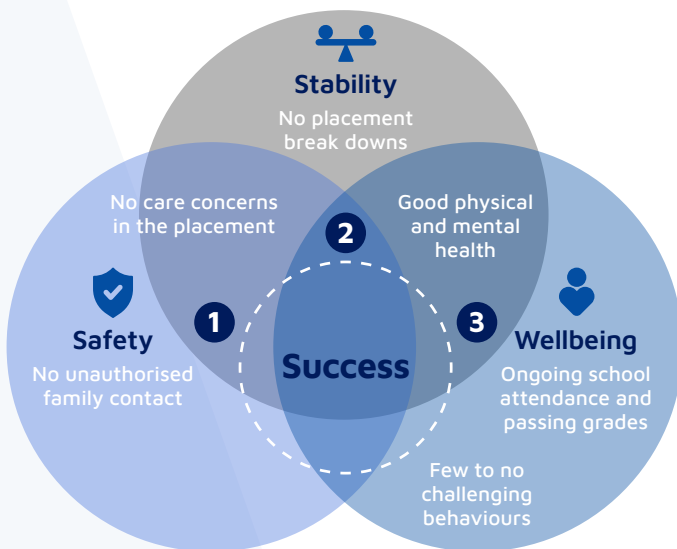 Stability
No placement
break downs
No care concerns
in the placement
Good physical
and mental
health
2
1
3
Safety
No unauthorised
family contact
Success
Wellbeing
Ongoing school
attendance and
passing grades
Few to no
challenging
behaviours